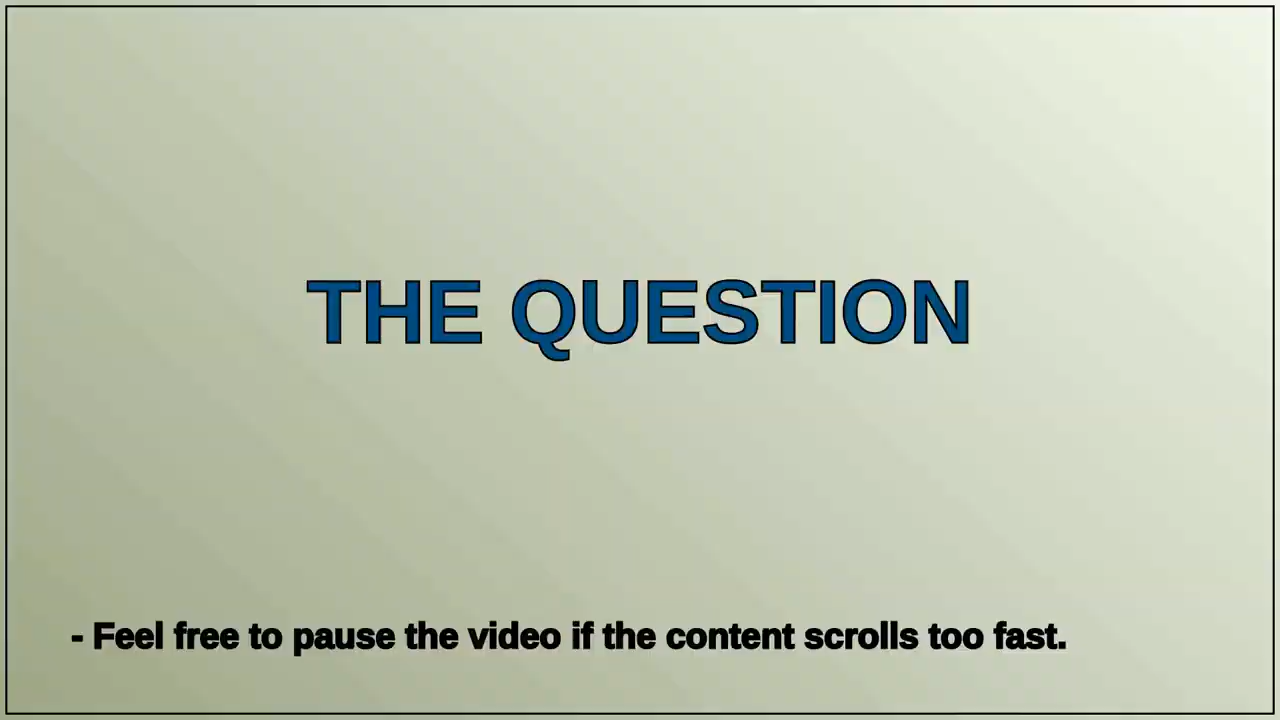 THE QUESTION
- Feel free to pause the video if the content scrolls too fast.